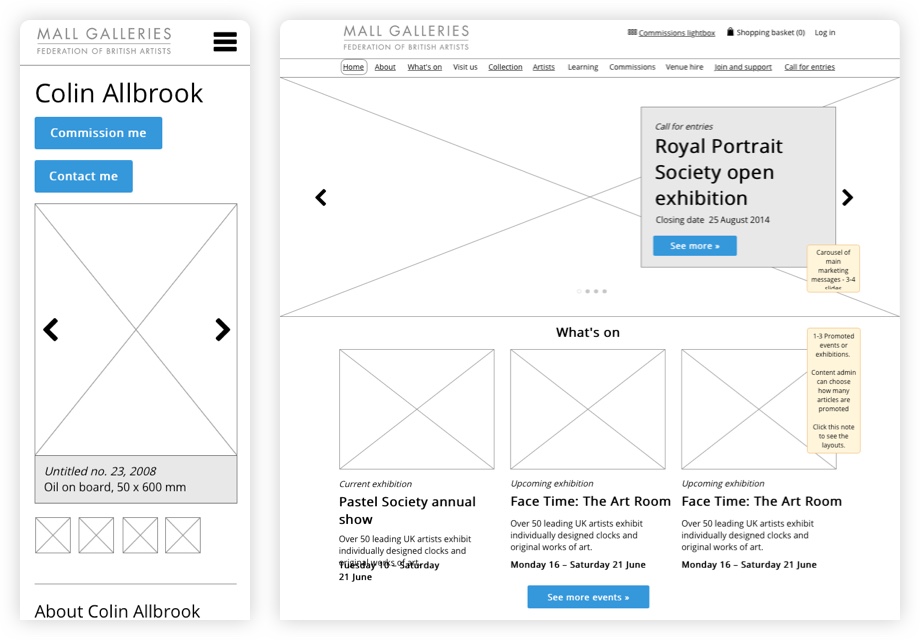 MALL GALLERIES
FEDERATION OF BRITISH ARTISTS
Colin Allbrook
Commission me
Contact me
Untitled no. 23, 2008
Oil on board, 50 x 600 mm
About Colin Allbrook
MALL GALLERIES
FEDERATION OF BRITISH ARTISTS
Commissions lightbox Shopping basket (0) Log in
Home About What's on Visit us Collection Artists Learning Commissions Venue hire Join and support Call for entries
Call for entries
Royal Portrait
Society open
exhibition
Closing date 25 August 2014
See more »
Carousel of
main
marketing
messages - 3-4
slides
What's on
1-3 Promoted
events or
exhibitions.
Content admin
can choose
how many
articles are
promoted
Click this note
to see the
layouts.
Current exhibition
Pastel Society annual
show
Over 50 leading UK artists exhibit
individually designed clocks and
original works of art.
Tuesday 10 – Saturday
21 June
Upcoming exhibition
Face Time: The Art Room
Over 50 leading UK artists exhibit
individually designed clocks and
original works of art.
Monday 16 – Saturday 21 June
Upcoming exhibition
Face Time: The Art Room
Over 50 leading UK artists exhibit
individually designed clocks and
original works of art.
Monday 16 – Saturday 21 June
See more events »